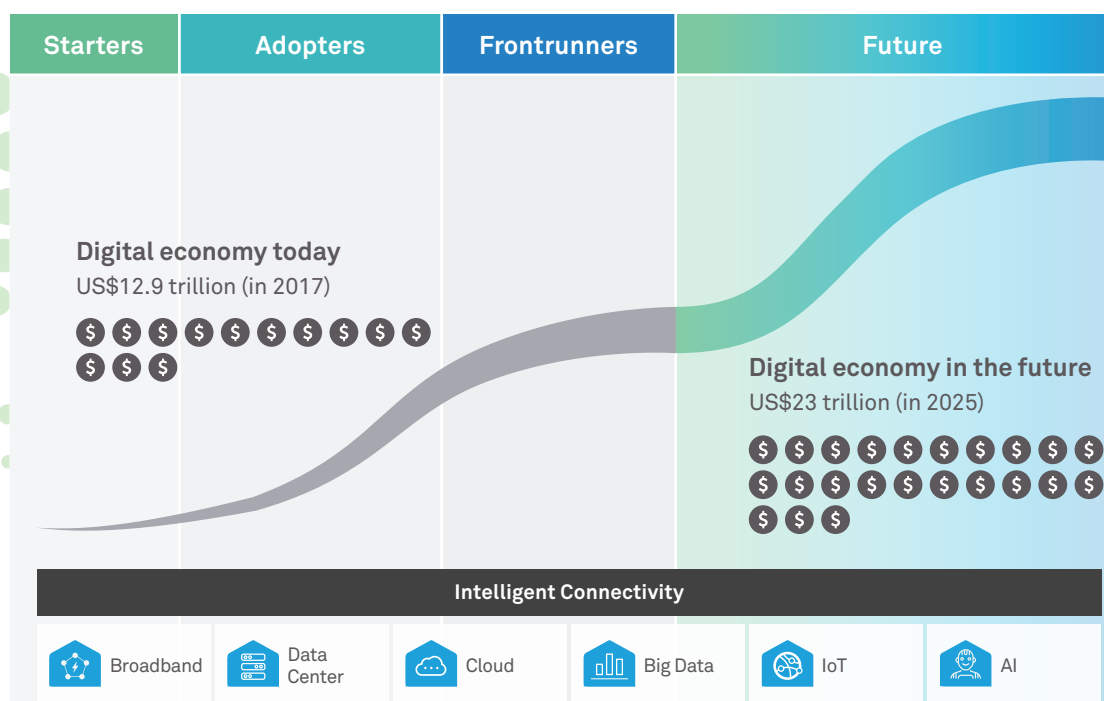 Starters
Adopters
Frontrunners
Future
Digital economy today
US$12.9 trillion (in 2017)
$ $ $ $ $ $ $ $ $ $
$ $ $
Digital economy in the future
US$23 trillion (in 2025)
$ $ $ $ $ $ $ $ $ $
$ $ $ $ $ $ $ $ $ $
$ $ $
Intelligent Connectivity
Broadband
Data
Center
Cloud
Big Data
IoT
AI